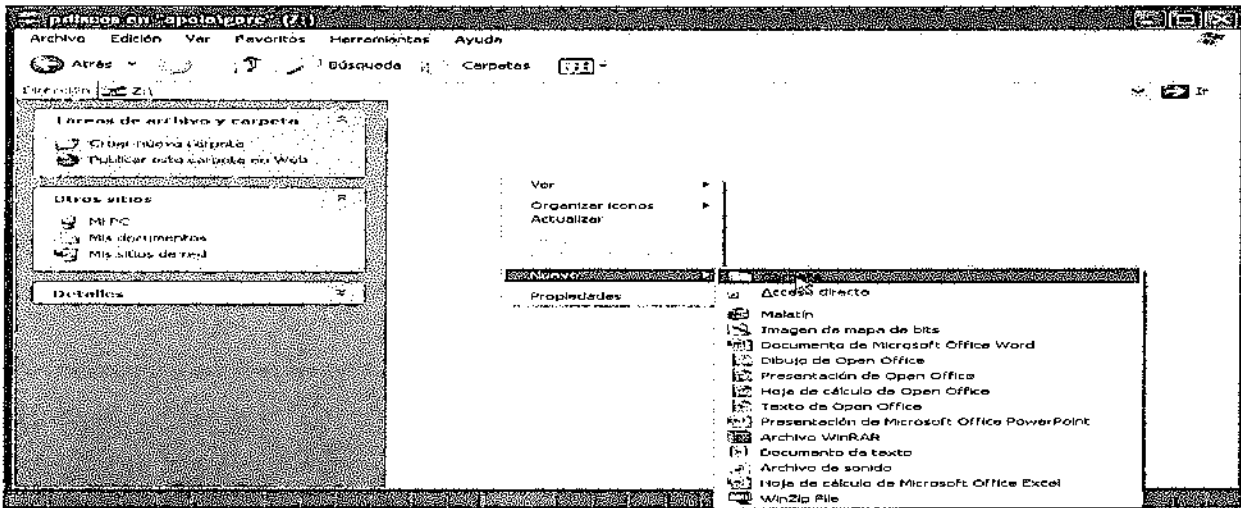 en "apolo\pore" (Z:)
Archivo Edición Ver Favoritos Herramientas Ayuda
Atrás Búsqueda Carpetas
Dirección Z:\ Ir
Tareas de archivo y carpeta
Crear nueva carpeta
Publicar esta carpeta en Web
Otros sitios
Mi PC
Mis documentos
Mis sitios de red
Detalles
Ver
Organizar iconos
Actualizar
Nuevo
Propiedades
Acceso directo
Maletín
Imagen de mapa de bits
Documento de Microsoft Office Word
Dibujo de Open Office
Presentación de Open Office
Hoja de cálculo de Open Office
Texto de Open Office
Presentación de Microsoft Office PowerPoint
Archivo WinRAR
Documento de texto
Archivo de sonido
Hoja de cálculo de Microsoft Office Excel
WinZip File